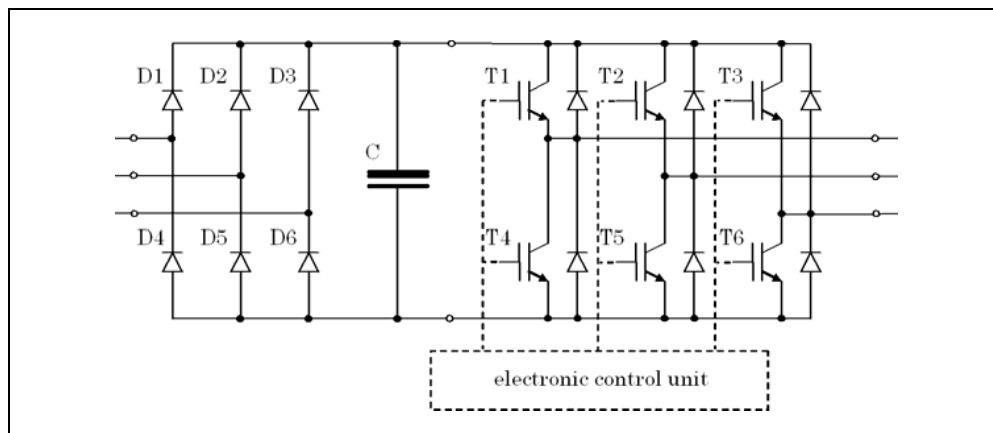 D1 D2 D3 T1 T2 T3
C
D4 D5 D6 T4 T5 T6
electronic control unit